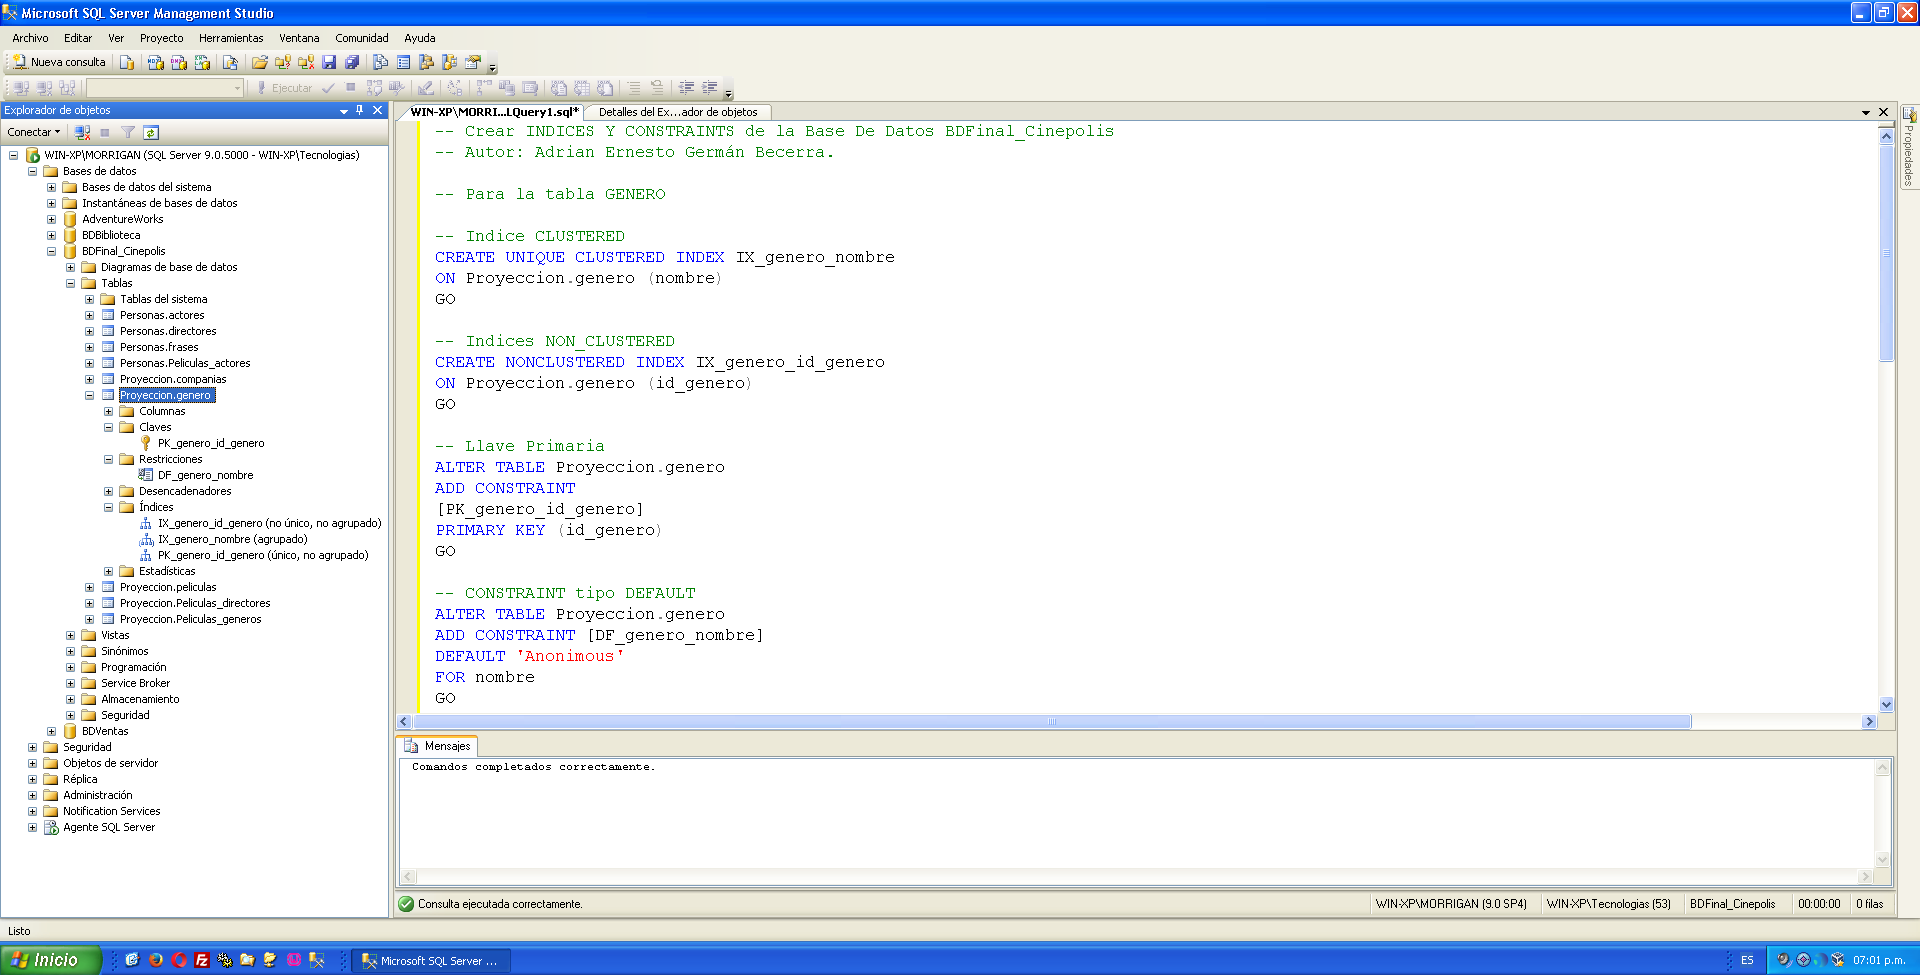 Microsoft SQL Server Management Studio
Archivo Editar Ver Proyecto Herramientas Ventana Comunidad Ayuda
Nueva consulta
Ejecutar
Explorador de objetos
Conectar
WIN-XP\MORRIGAN (SQL Server 9.0.5000 - WIN-XP\Tecnologias)
Bases de datos
Bases de datos del sistema
Instantáneas de bases de datos
AdventureWorks
BDBiblioteca
BDFinal_Cinepolis
Diagramas de base de datos
Tablas
Tablas del sistema
Personas.actores
Personas.directores
Personas.frases
Personas.Peliculas_actores
Proyeccion.companias
Proyeccion.genero
Columnas
Claves
PK_genero_id_genero
Restricciones
DF_genero_nombre
Desencadenadores
Índices
IX_genero_id_genero (no único, no agrupado)
IX_genero_nombre (agrupado)
PK_genero_id_genero (único, no agrupado)
Estadísticas
Proyeccion.peliculas
Proyeccion.Peliculas_directores
Proyeccion.Peliculas_generos
Vistas
Sinónimos
Programación
Service Broker
Almacenamiento
Seguridad
BDVentas
Seguridad
Objetos de servidor
Réplica
Administración
Notification Services
Agente SQL Server
WIN-XP\MORRI...LQuery1.sql* Detalles del Ex...ador de objetos
-- Crear INDICES Y CONSTRAINTS de la Base De Datos BDFinal_Cinepolis
-- Autor: Adrian Ernesto Germán Becerra.
-- Para la tabla GENERO
-- Indice CLUSTERED
CREATE UNIQUE CLUSTERED INDEX IX_genero_nombre
ON Proyeccion.genero (nombre)
GO
-- Indices NON_CLUSTERED
CREATE NONCLUSTERED INDEX IX_genero_id_genero
ON Proyeccion.genero (id_genero)
GO
-- Llave Primaria
ALTER TABLE Proyeccion.genero
ADD CONSTRAINT
[PK_genero_id_genero]
PRIMARY KEY (id_genero)
GO
-- CONSTRAINT tipo DEFAULT
ALTER TABLE Proyeccion.genero
ADD CONSTRAINT [DF_genero_nombre]
DEFAULT 'Anonimous'
FOR nombre
GO
Propiedades
Mensajes
Comandos completados correctamente.
Consulta ejecutada correctamente. WIN-XP\MORRIGAN (9.0 SP4) WIN-XP\Tecnologias (53) BDFinal_Cinepolis 00:00:00 0 filas
Listo
Inicio Microsoft SQL Server ... ES 07:01 p.m.